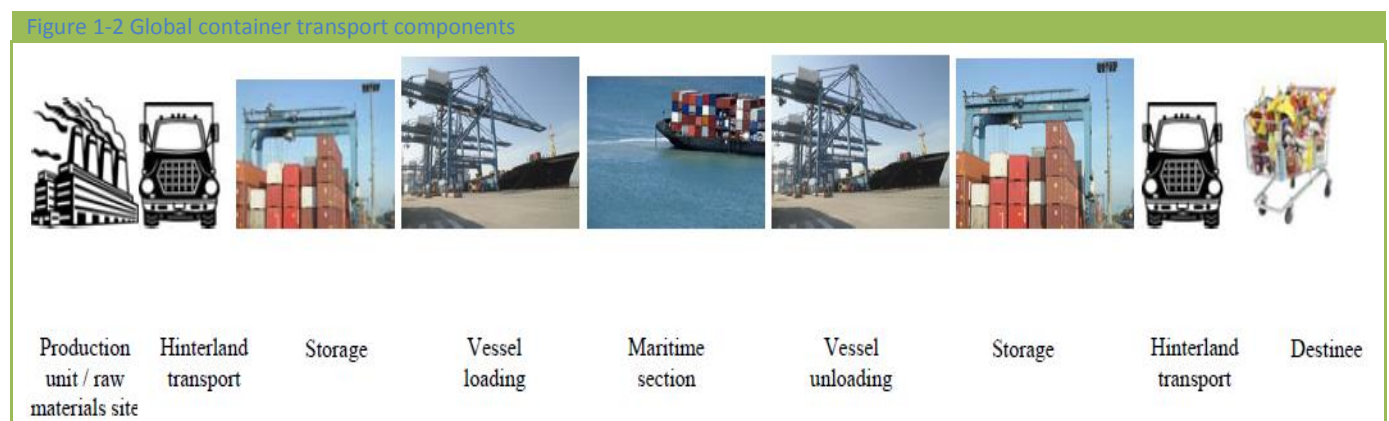 Figure 1-2 Global container transport components
Production
unit / raw
materials site
Hinterland
transport
Storage
Vessel
loading
Maritime
section
Vessel
unloading
Storage
Hinterland
transport
Destinee